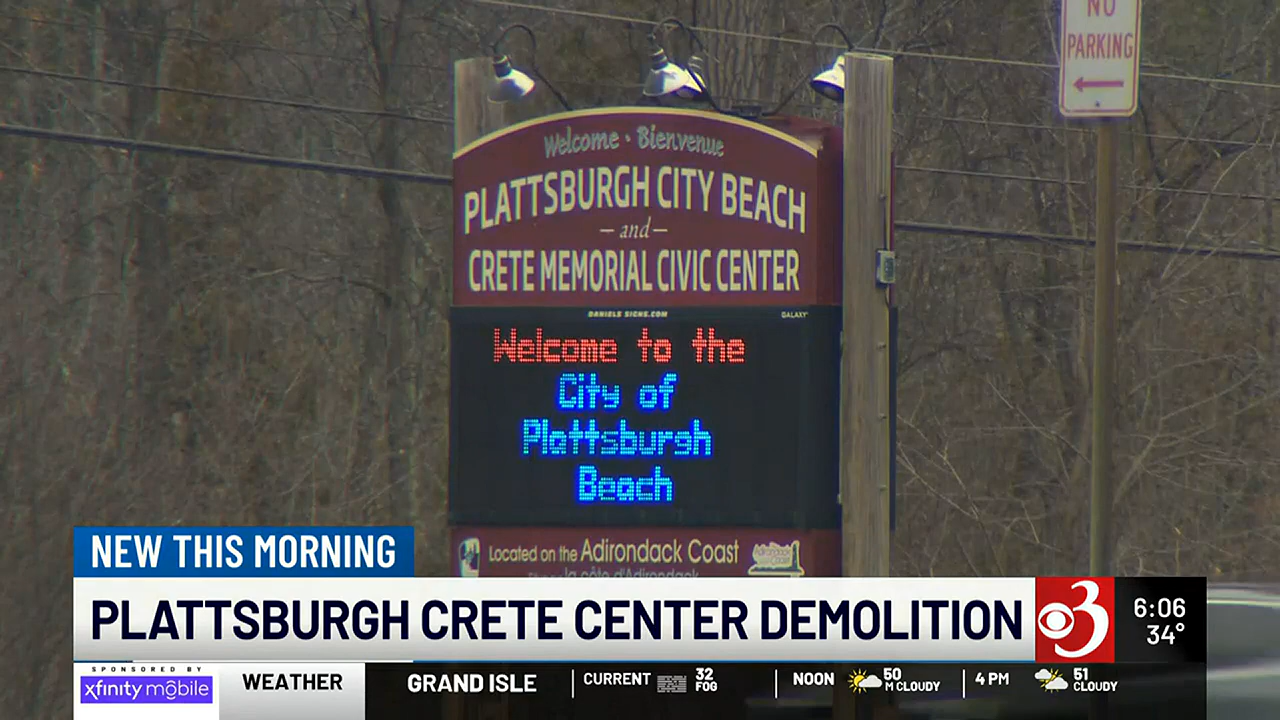 NO
PARKING
Welcome • Bienvenue
PLATTSBURGH CITY BEACH
– and –
CRETE MEMORIAL CIVIC CENTER
DANIELS SIGNS.COM
GALAXY
Welcome to the
City of
Plattsburgh
Beach
Located on the Adirondack Coast
la côte d'Adirondack
NEW THIS MORNING
PLATTSBURGH CRETE CENTER DEMOLITION
3
6:06
34°
SPONSORED BY
xfinity mobile
WEATHER
GRAND ISLE
CURRENT
32
FOG
NOON
50
M CLOUDY
4 PM
51
CLOUDY